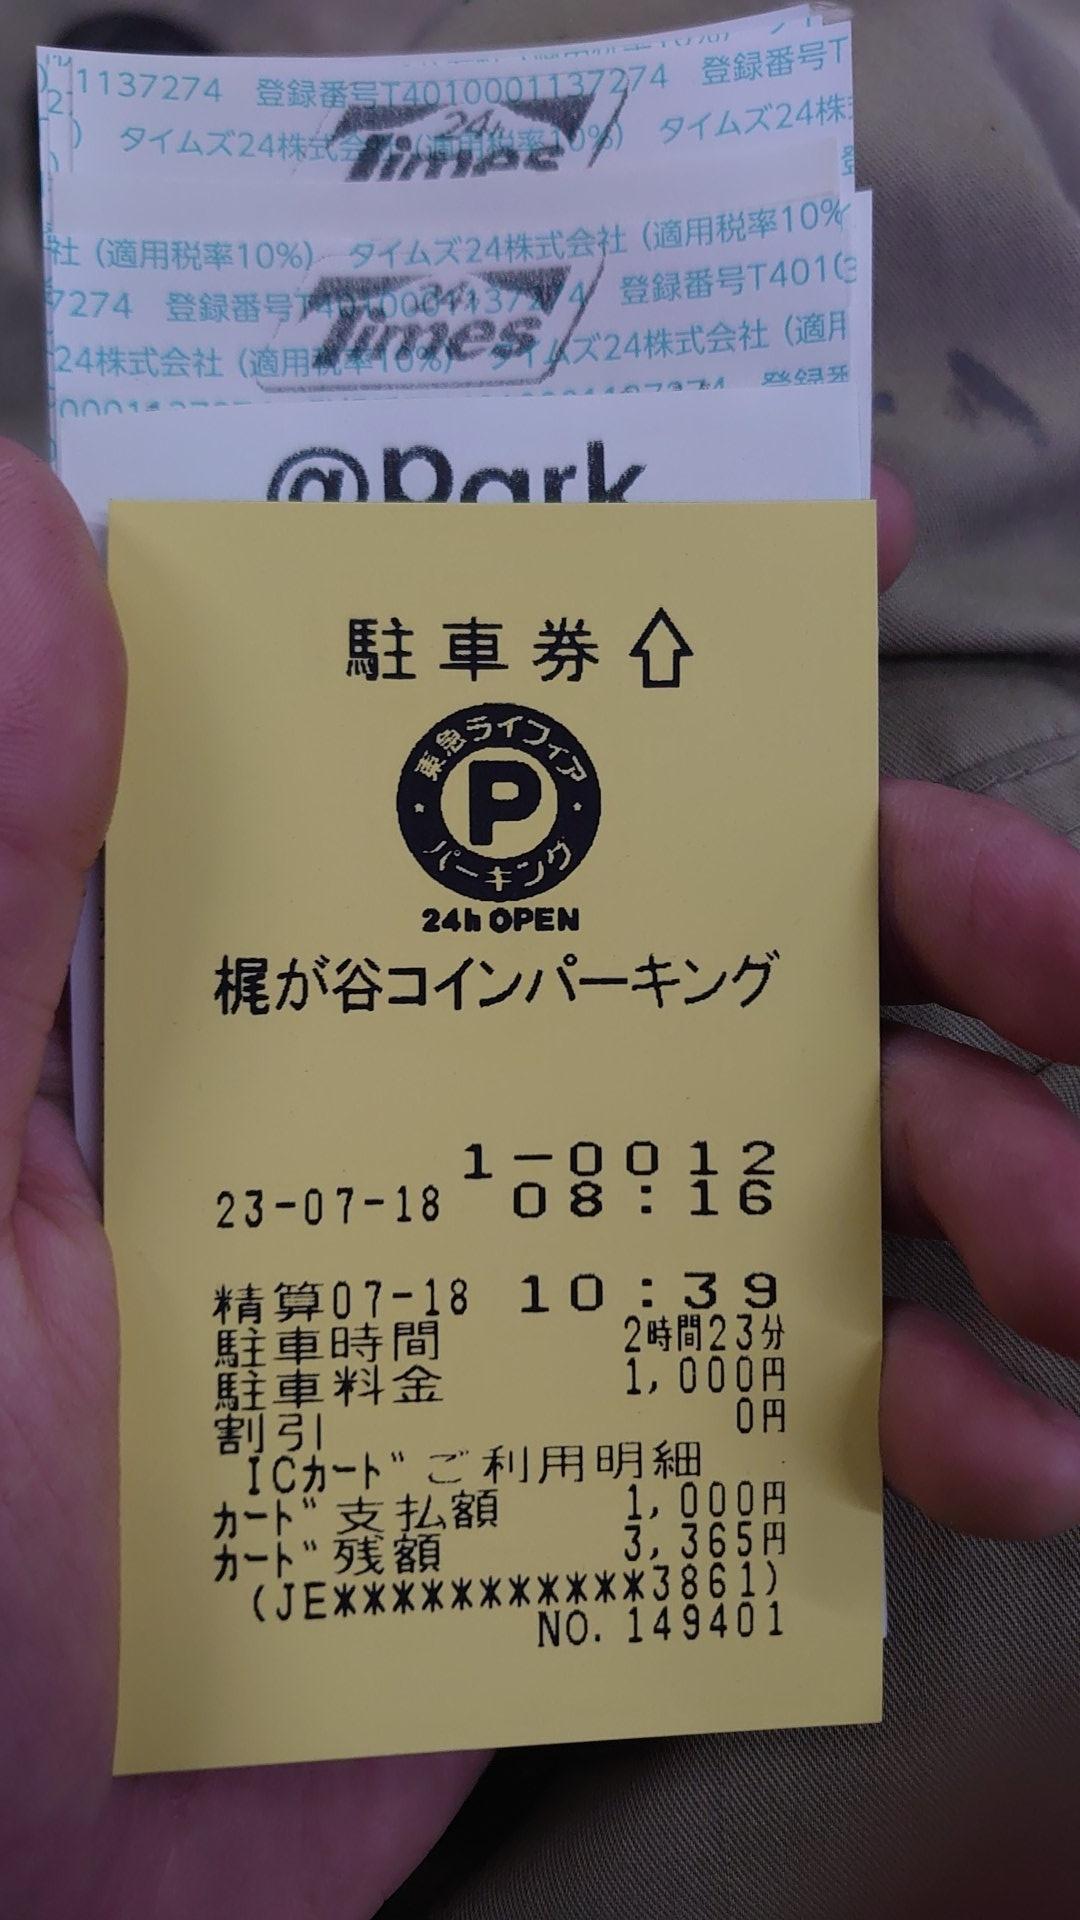 1137274 登録番号T4010001137274 登録番号T
タイムズ24株式会社(適用税率10%) タイムズ24株
24h
Times
社(適用税率10%) タイムズ24株式会社(適用税率10%
7274 登録番号T4010001137274 登録番号T401
24h
Times
24株式会社(適用税率10%) タイムズ24株式会社(適用
@Park
駐車券⇧
東急ライフィア
P
パーキング
24h OPEN
梶が谷コインパーキング
1-0012
23-07-18 08:16
精算07-18 10:39
駐車時間 2時間23分
駐車料金 1,000円
割引 0円
ICカードご利用明細
カード支払額 1,000円
カード残額 3,365円
(JE***********3861)
NO.149401